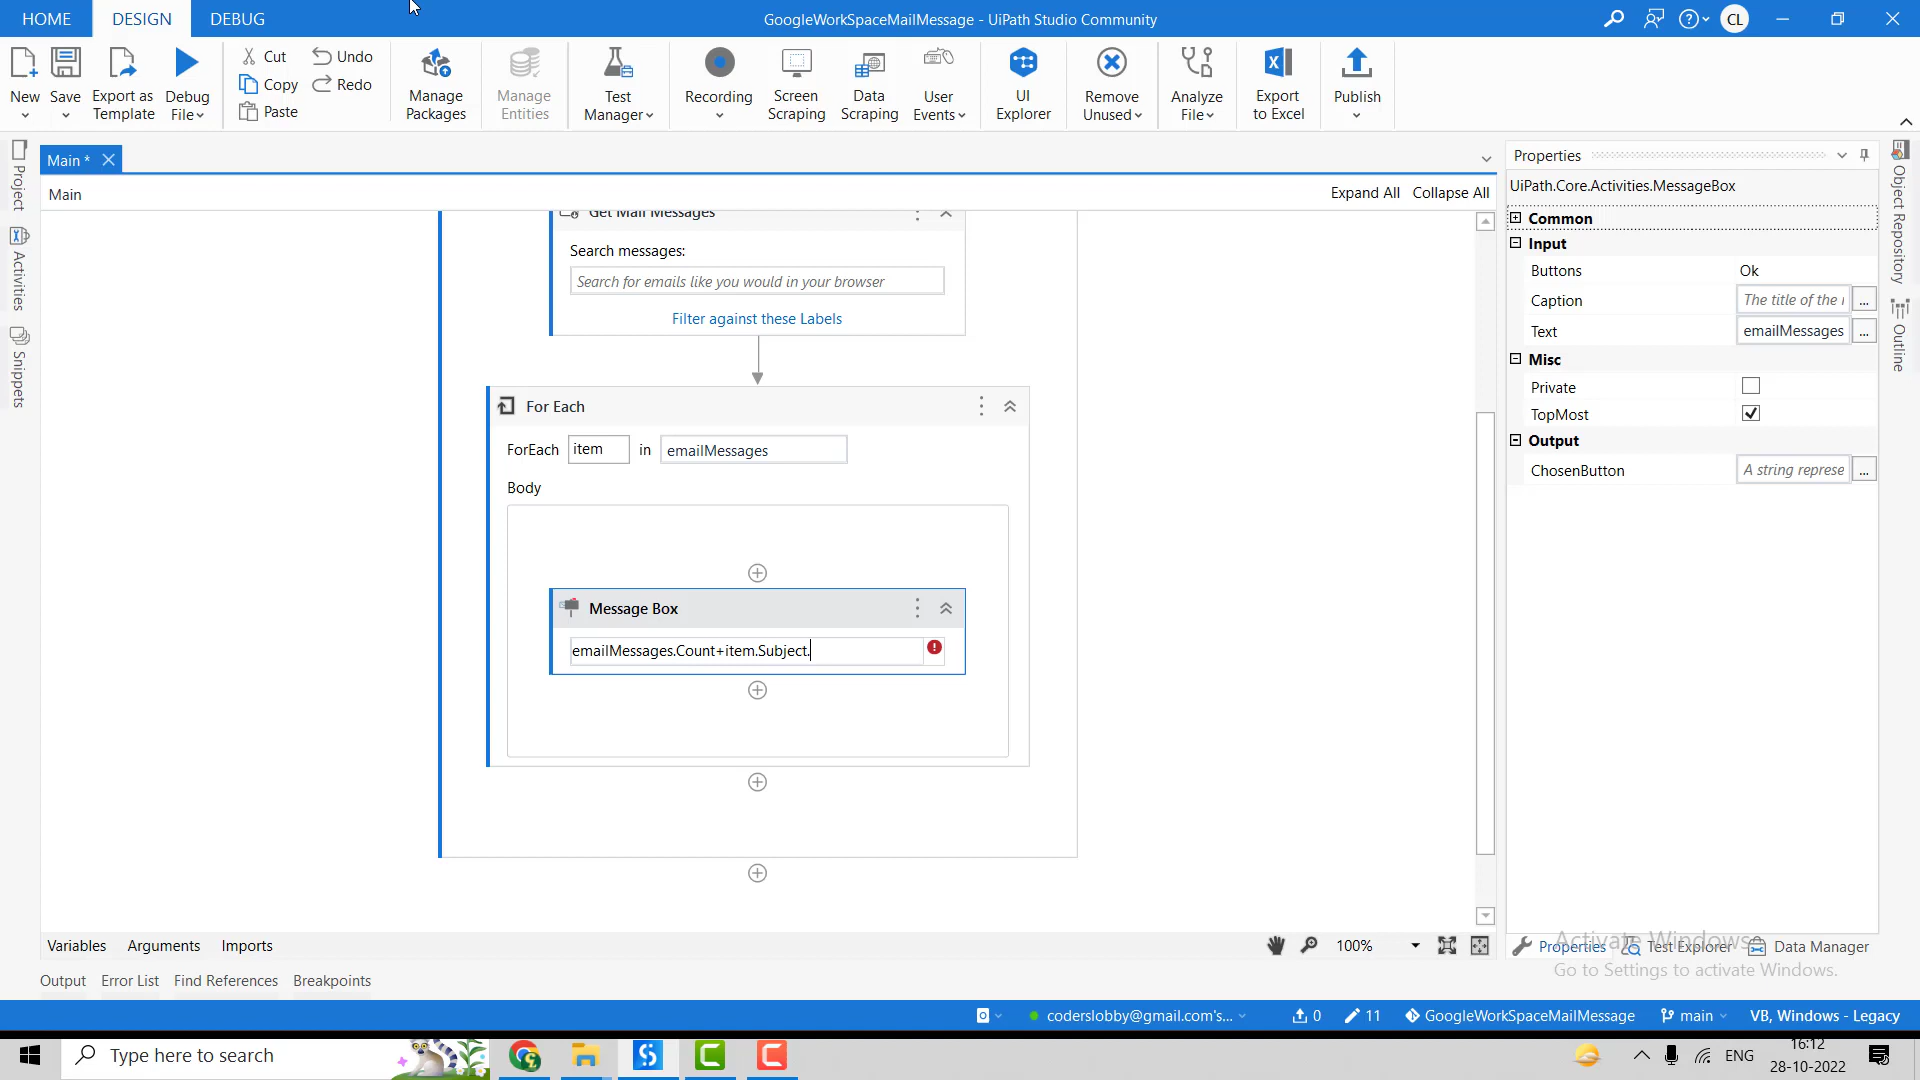 HOME DESIGN DEBUG GoogleWorkSpaceMailMessage - UiPath Studio Community CL
New Save Export as Template Debug File Cut Copy Paste Undo Redo Manage Packages Manage Entities Test Manager Recording Screen Scraping Data Scraping User Events UI Explorer Remove Unused Analyze File Export to Excel Publish
Project
Activities
Snippets
Main *
Main Expand All Collapse All
Get Mail Messages
Search messages:
Search for emails like you would in your browser
Filter against these Labels
For Each
ForEach item in emailMessages
Body
Message Box
emailMessages.Count+item.Subject.
Variables Arguments Imports 100%
Output Error List Find References Breakpoints
Properties
UiPath.Core.Activities.MessageBox
Common
Input
Buttons Ok
Caption The title of the
Text emailMessages
Misc
Private
TopMost
Output
ChosenButton A string represe
Object Repository
Outline
Activate Windows
Go to Settings to activate Windows.
Properties Test Explorer Data Manager
coderslobby@gmail.com's... 0 11 GoogleWorkSpaceMailMessage main VB, Windows - Legacy
Type here to search ENG 16:12
28-10-2022